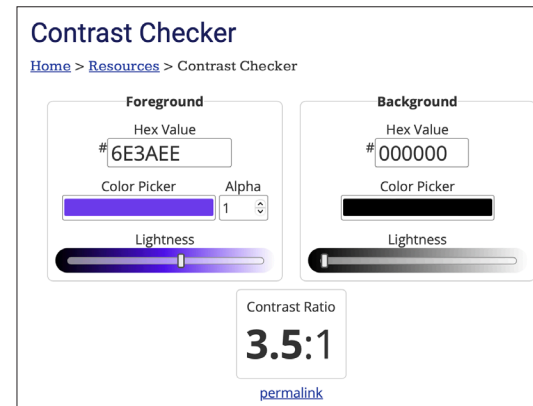 Contrast Checker
Home > Resources > Contrast Checker
Foreground
Hex Value
# 6E3AEE
Color Picker
Alpha
1
Lightness
Background
Hex Value
# 000000
Color Picker
Lightness
Contrast Ratio
3.5:1
permalink